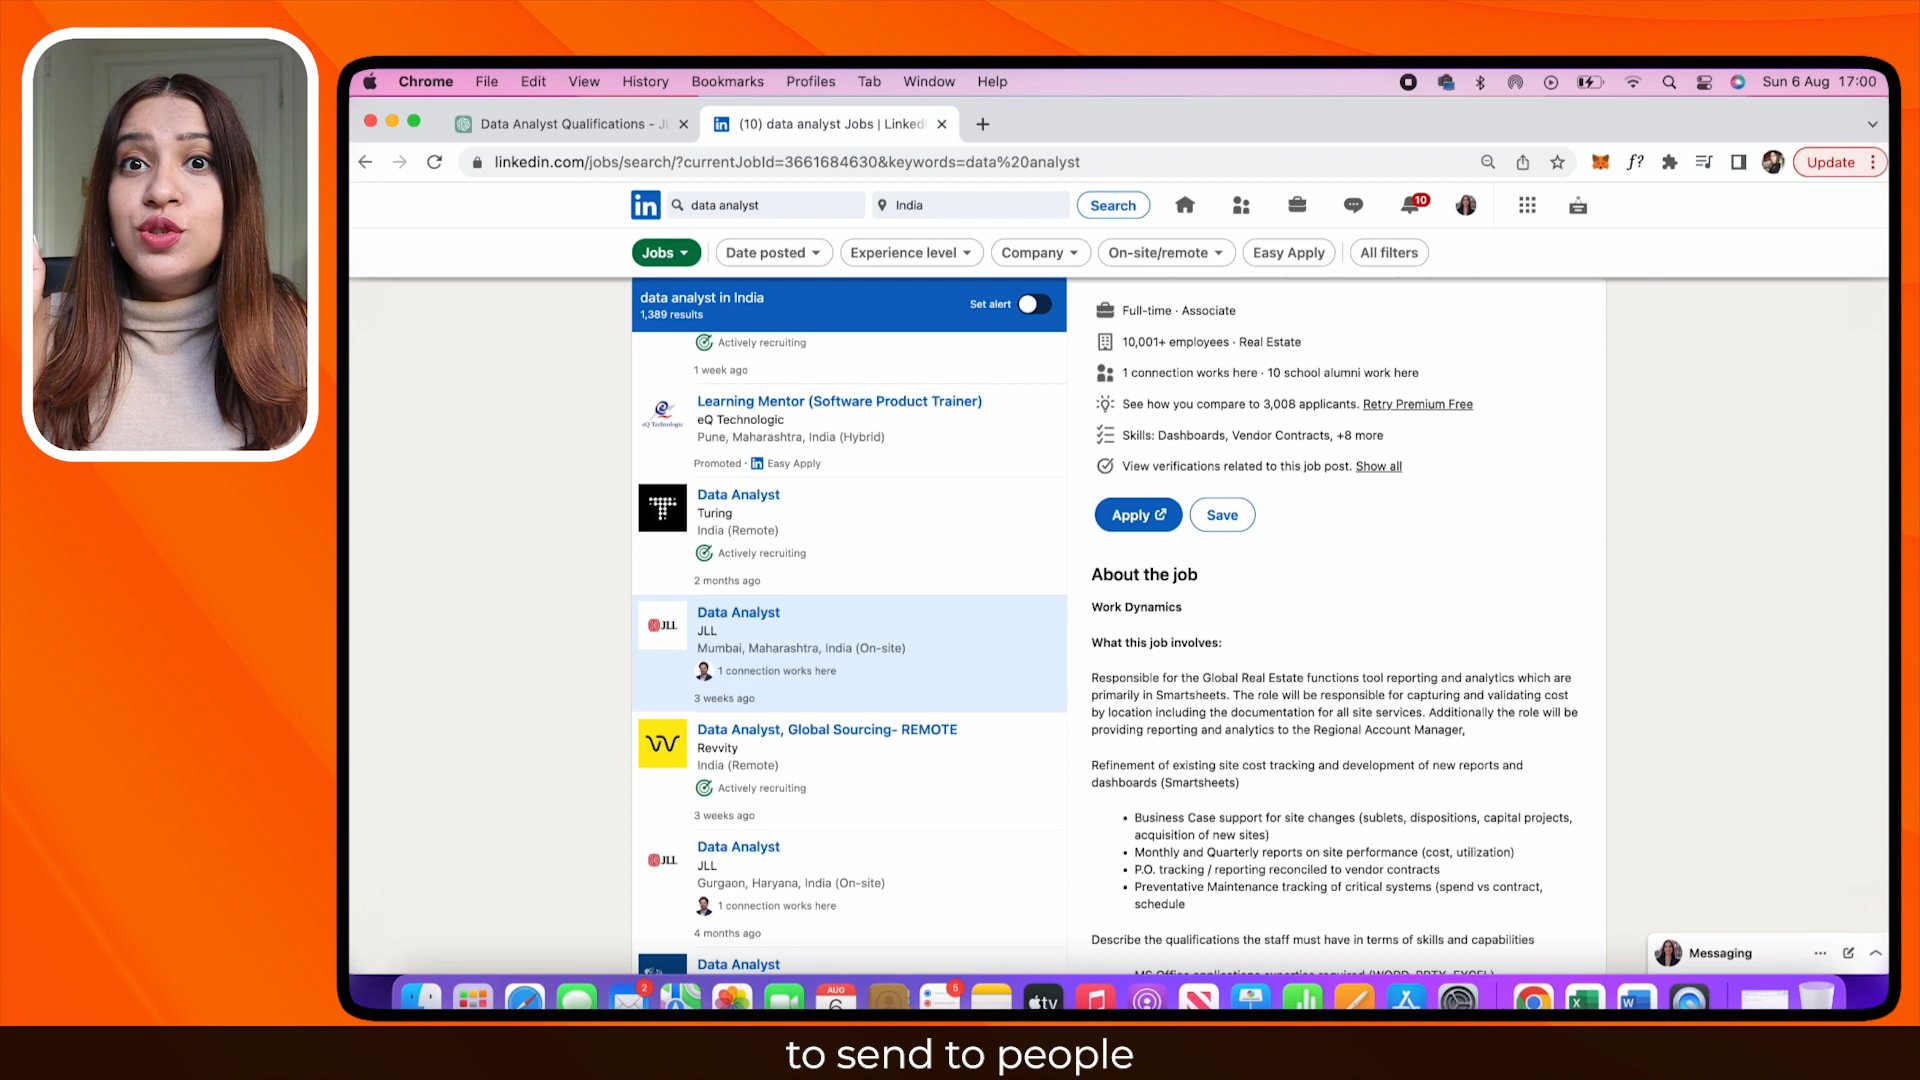 Chrome File Edit View History Bookmarks Profiles Tab Window Help
Sun 6 Aug 17:00
Data Analyst Qualifications -
(10) data analyst Jobs | Linked
linkedin.com/jobs/search/?currentJobId=3661684630&keywords=data%20analyst
f?
Update
in
data analyst
India
Search
10
Jobs
Date posted
Experience level
Company
On-site/remote
Easy Apply
All filters
data analyst in India
1,389 results
Set alert
Actively recruiting
1 week ago
eQ Technologic
Learning Mentor (Software Product Trainer)
eQ Technologic
Pune, Maharashtra, India (Hybrid)
Promoted · in Easy Apply
Data Analyst
Turing
India (Remote)
Actively recruiting
2 months ago
JLL
Data Analyst
JLL
Mumbai, Maharashtra, India (On-site)
1 connection works here
3 weeks ago
Data Analyst, Global Sourcing- REMOTE
Revvity
India (Remote)
Actively recruiting
3 weeks ago
JLL
Data Analyst
JLL
Gurgaon, Haryana, India (On-site)
1 connection works here
4 months ago
Data Analyst
Full-time · Associate
10,001+ employees · Real Estate
1 connection works here · 10 school alumni work here
See how you compare to 3,008 applicants. Retry Premium Free
Skills: Dashboards, Vendor Contracts, +8 more
View verifications related to this job post. Show all
Apply
Save
About the job
Work Dynamics
What this job involves:
Responsible for the Global Real Estate functions tool reporting and analytics which are
primarily in Smartsheets. The role will be responsible for capturing and validating cost
by location including the documentation for all site services. Additionally the role will be
providing reporting and analytics to the Regional Account Manager,
Refinement of existing site cost tracking and development of new reports and
dashboards (Smartsheets)
• Business Case support for site changes (sublets, dispositions, capital projects,
acquisition of new sites)
• Monthly and Quarterly reports on site performance (cost, utilization)
• P.O. tracking / reporting reconciled to vendor contracts
• Preventative Maintenance tracking of critical systems (spend vs contract,
schedule
Describe the qualifications the staff must have in terms of skills and capabilities
Messaging
2
AUG
5
tv
to send to people